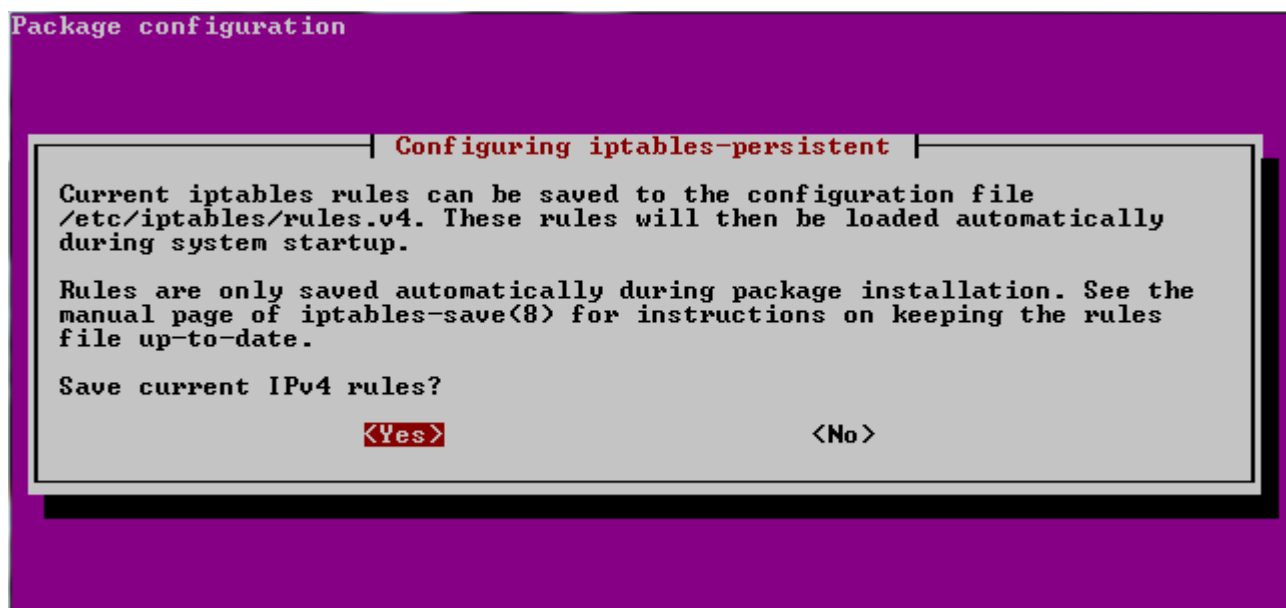 Package configuration
Configuring iptables-persistent
Current iptables rules can be saved to the configuration file
/etc/iptables/rules.v4. These rules will then be loaded automatically
during system startup.
Rules are only saved automatically during package installation. See the
manual page of iptables-save(8) for instructions on keeping the rules
file up-to-date.
Save current IPv4 rules?
<Yes> <No>